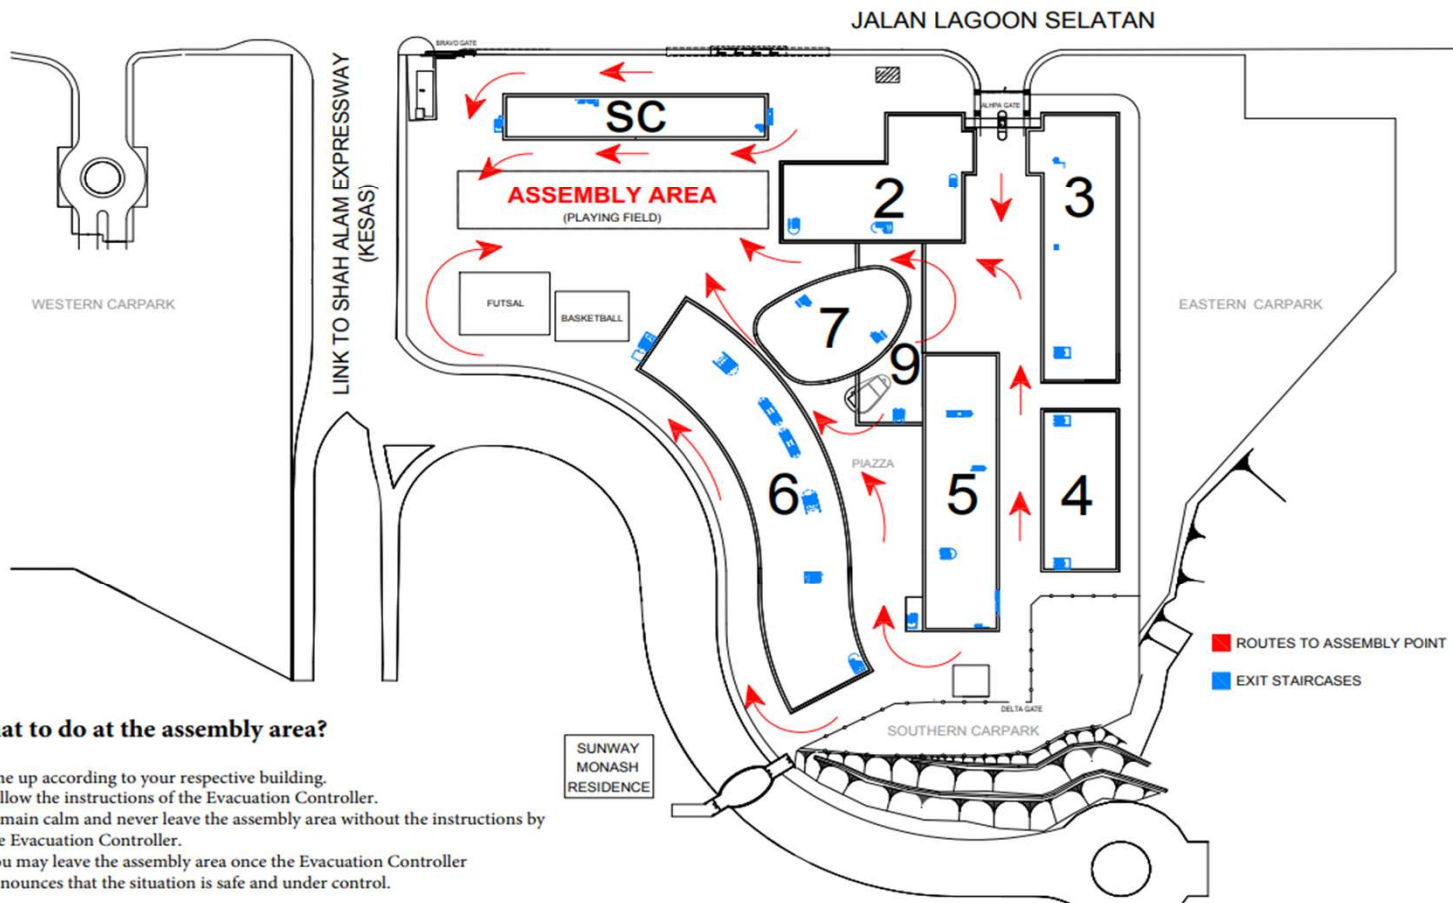 JALAN LAGOON SELATAN
BRAVO GATE
ALHPA GATE
SC
ASSEMBLY AREA
(PLAYING FIELD)
2
3
LINK TO SHAH ALAM EXPRESSWAY
(KESAS)
WESTERN CARPARK
FUTSAL
BASKETBALL
7
9
EASTERN CARPARK
PIAZZA
6
5
4
ROUTES TO ASSEMBLY POINT
EXIT STAIRCASES
DELTA GATE
SOUTHERN CARPARK
SUNWAY
MONASH
RESIDENCE
at to do at the assembly area?
ne up according to your respective building.
llow the instructions of the Evacuation Controller.
main calm and never leave the assembly area without the instructions by
e Evacuation Controller.
ou may leave the assembly area once the Evacuation Controller
nounces that the situation is safe and under control.